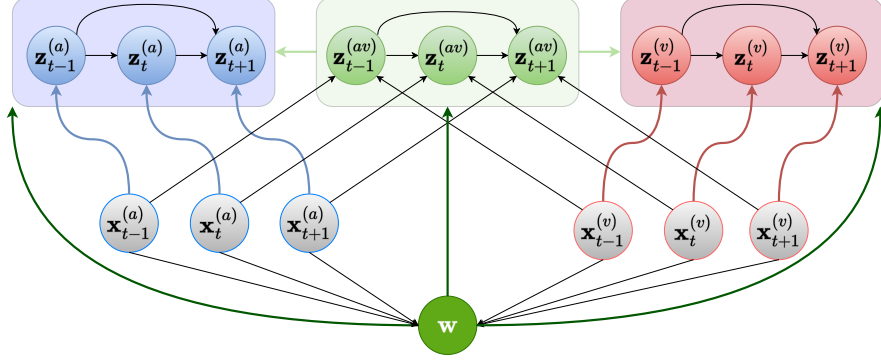 z_{t-1}^{(a)} z_t^{(a)} z_{t+1}^{(a)} z_{t-1}^{(av)} z_t^{(av)} z_{t+1}^{(av)} z_{t-1}^{(v)} z_t^{(v)} z_{t+1}^{(v)}
x_{t-1}^{(a)} x_t^{(a)} x_{t+1}^{(a)} x_{t-1}^{(v)} x_t^{(v)} x_{t+1}^{(v)}
w